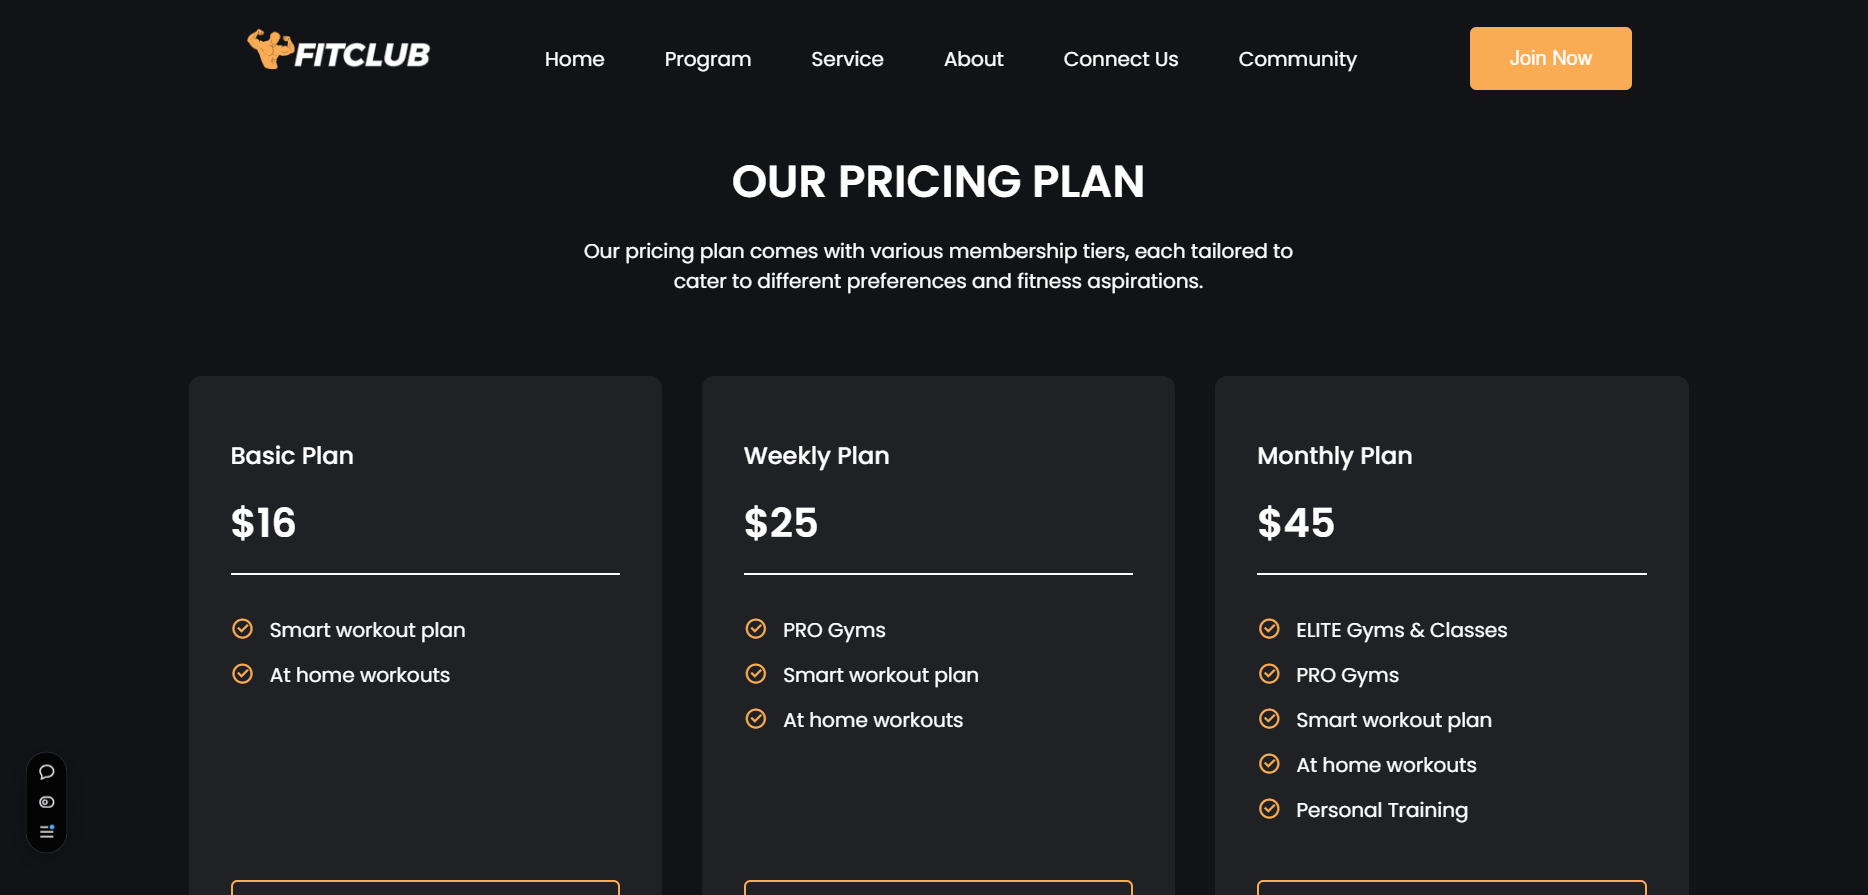 FITCLUB
Home
Program
Service
About
Connect Us
Community
Join Now
OUR PRICING PLAN
Our pricing plan comes with various membership tiers, each tailored to
cater to different preferences and fitness aspirations.
Basic Plan
$16
Smart workout plan
At home workouts
Weekly Plan
$25
PRO Gyms
Smart workout plan
At home workouts
Monthly Plan
$45
ELITE Gyms & Classes
PRO Gyms
Smart workout plan
At home workouts
Personal Training